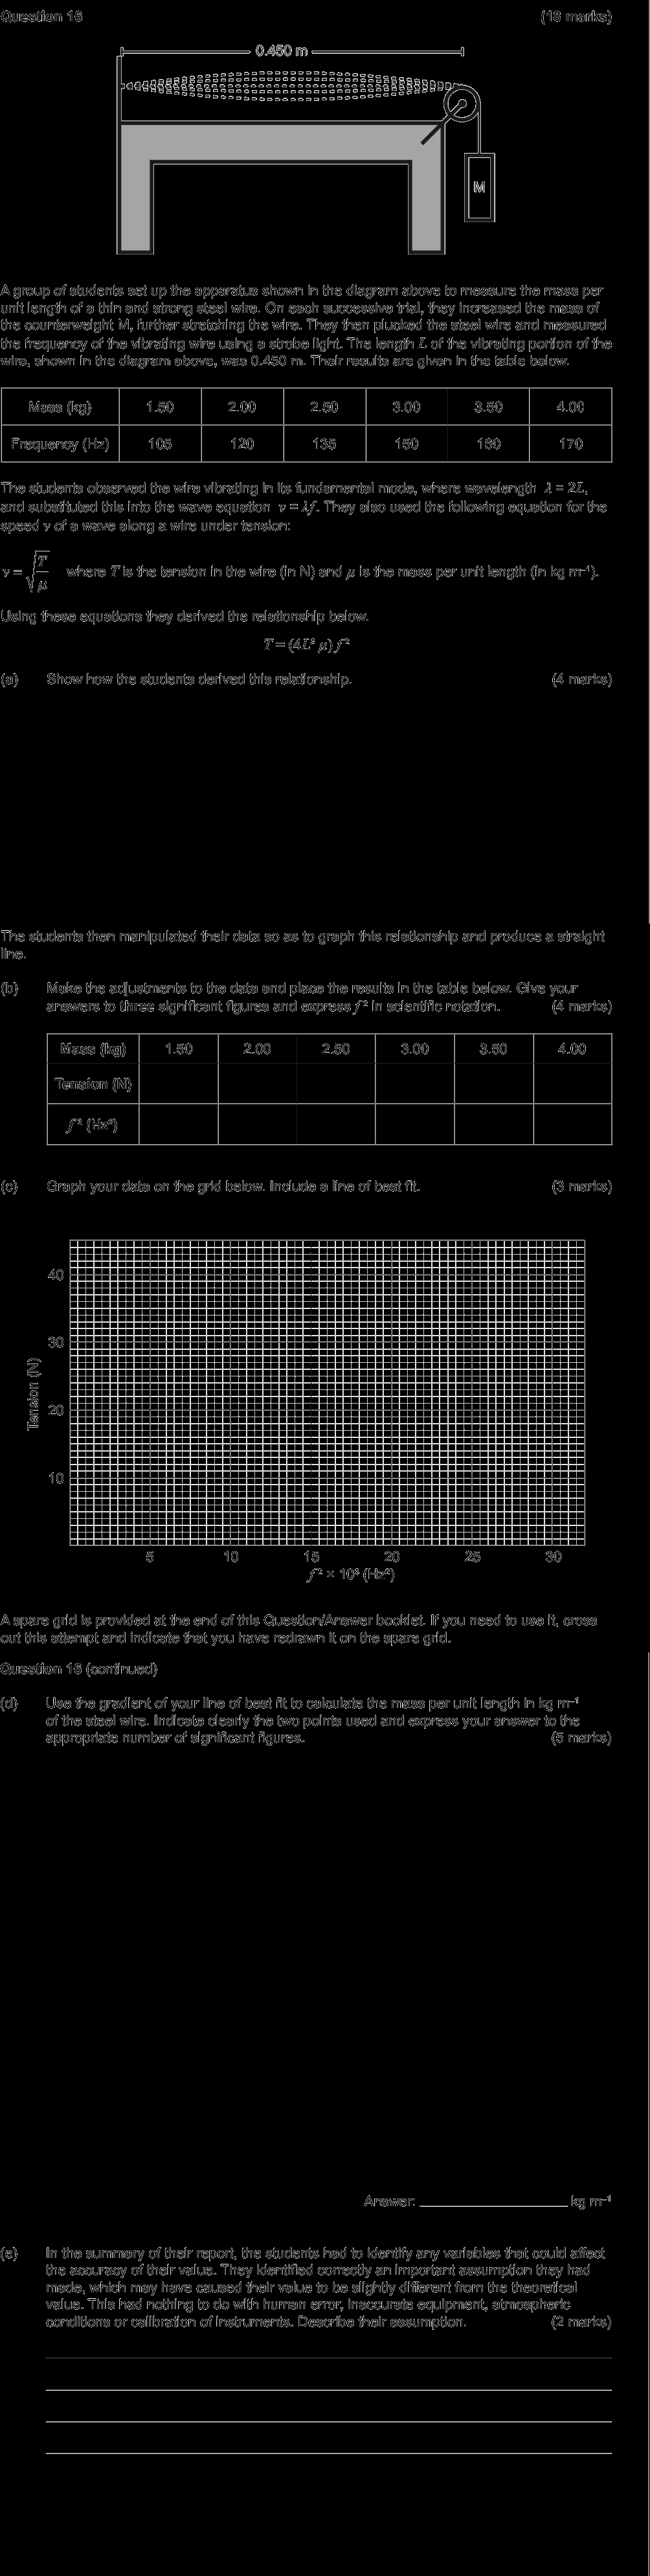 Question 16 (18 marks)
0.450 m
M
A group of students set up the apparatus shown in the diagram above to measure the mass per
unit length of a thin and strong steel wire. On each successive trial, they increased the mass of
the counterweight M, further stretching the wire. They then plucked the steel wire and measured
the frequency of the vibrating wire using a strobe light. The length L of the vibrating portion of the
wire, shown in the diagram above, was 0.450 m. Their results are given in the table below.
Mass (kg) 1.50 2.00 2.50 3.00 3.50 4.00
Frequency (Hz) 105 120 135 150 160 170
The students observed the wire vibrating in its fundamental mode, where wavelength λ = 2L,
and substituted this into the wave equation v = λf. They also used the following equation for the
speed v of a wave along a wire under tension:
v = √(T/μ) where T is the tension in the wire (in N) and μ is the mass per unit length (in kg m⁻¹).
Using these equations they derived the relationship below.
T = (4L² μ) f ²
(a) Show how the students derived this relationship. (4 marks)
The students then manipulated their data so as to graph this relationship and produce a straight
line.
(b) Make the adjustments to the data and place the results in the table below. Give your
answers to three significant figures and express f ² in scientific notation. (4 marks)
Mass (kg) 1.50 2.00 2.50 3.00 3.50 4.00
Tension (N)
f ² (Hz²)
(c) Graph your data on the grid below. Include a line of best fit. (3 marks)
40
30
20
10
Tension (N)
5 10 15 20 25 30
f ² × 10³ (Hz²)
A spare grid is provided at the end of this Question/Answer booklet. If you need to use it, cross
out this attempt and indicate that you have redrawn it on the spare grid.
Question 16 (continued)
(d) Use the gradient of your line of best fit to calculate the mass per unit length in kg m⁻¹
of the steel wire. Indicate clearly the two points used and express your answer to the
appropriate number of significant figures. (5 marks)
Answer: kg m⁻¹
(e) In the summary of their report, the students had to identify any variables that could affect
the accuracy of their value. They identified correctly an important assumption they had
made, which may have caused their value to be slightly different from the theoretical
value. This had nothing to do with human error, inaccurate equipment, atmospheric
conditions or calibration of instruments. Describe their assumption. (2 marks)